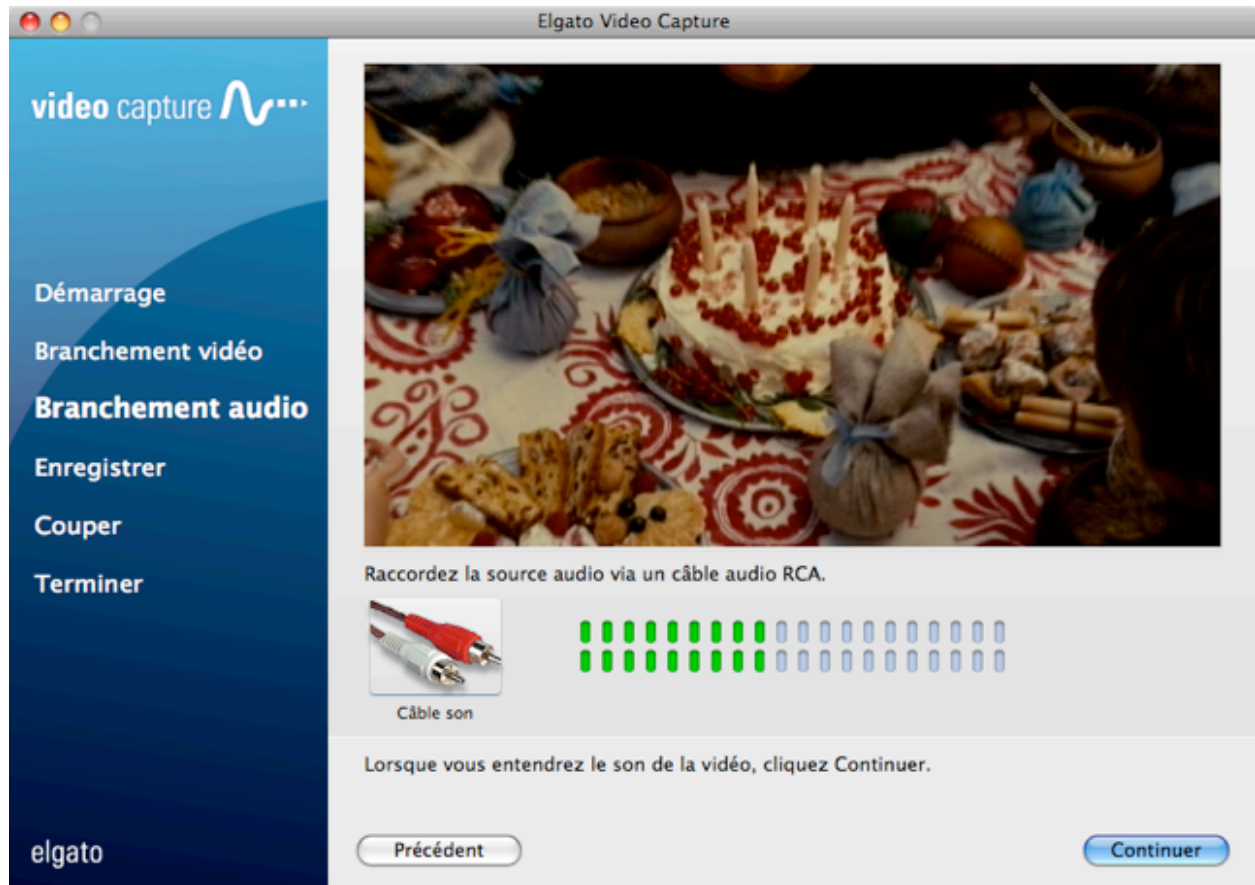 Elgato Video Capture
video capture
Démarrage
Branchement vidéo
Branchement audio
Enregistrer
Couper
Terminer
elgato
Raccordez la source audio via un câble audio RCA.
Câble son
Lorsque vous entendrez le son de la vidéo, cliquez Continuer.
Précédent
Continuer